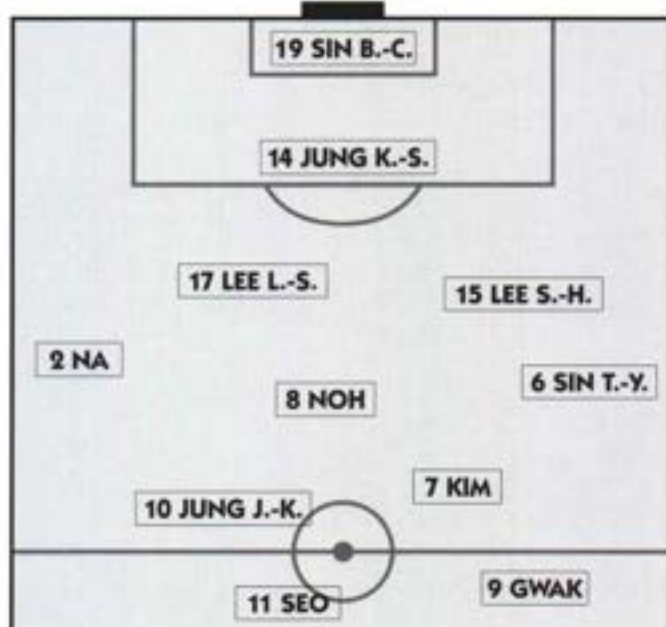 19 SIN B.-C.
14 JUNG K.-S.
17 LEE L.-S.
15 LEE S.-H.
2 NA
6 SIN T.-Y.
8 NOH
7 KIM
10 JUNG J.-K.
9 GWAK
11 SEO